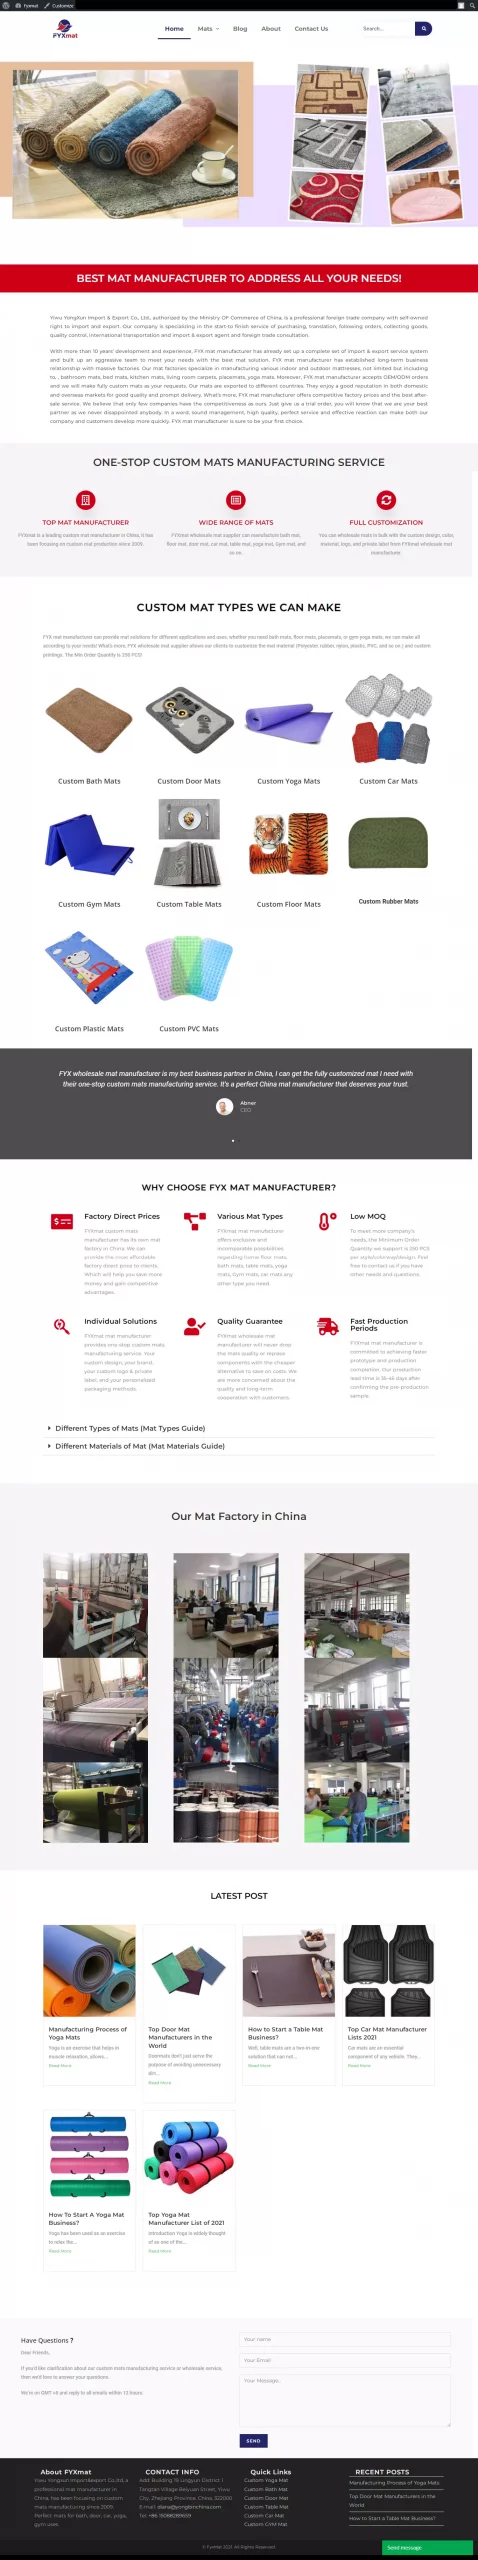 Fyxmat Customize
FYXmat
Home Mats Blog About Contact Us
Search...
BEST MAT MANUFACTURER TO ADDRESS ALL YOUR NEEDS!
Yiwu YongXun Import & Export Co., Ltd., authorized by the Ministry OF Commerce of China, is a professional foreign trade company with self-owned
right to import and export. Our company is specializing in the start to finish service of purchasing, translation, following orders, collecting goods,
quality control, international transportation and import & export agent and foreign trade consultation.
With more than 10 years' development and experience, FYX mat manufacturer has already set up a complete set of import & export service system
and built up an aggressive team to meet your needs with the best mat solution. FYX mat manufacturer has established long-term business
relationship with massive factories. Our mat factories specialize in manufacturing various indoor and outdoor mattresses, not limited but including
to , bathroom mats, bed mats, kitchen mats, living room carpets, placemats, yoga mats. Moreover, FYX mat manufacturer accepts OEM/ODM orders
and we will make fully custom mats as your requests. Our mats are exported to different countries. They enjoy a good reputation in both domestic
and overseas markets for good quality and prompt delivery. What's more, FYX mat manufacturer offers competitive factory prices and the best after-
sale service. We believe that only few companies have the competitiveness as ours. Just give us a trial order, you will know that we are your best
partner as we never disappointed anybody. In a word, sound management, high quality, perfect service and effective reaction can make both our
company and customers develop more quickly. FYX mat manufacturer is sure to be your first choice.
ONE-STOP CUSTOM MATS MANUFACTURING SERVICE
TOP MAT MANUFACTURER
FYXmat is a leading custom mat manufacturer in China, it has
been focusing on custom mat production since 2009.
WIDE RANGE OF MATS
FYXmat wholesale mat supplier can manufacture bath mat,
floor mat, door mat, car mat, table mat, yoga mat, Gym mat, and
so on..
FULL CUSTOMIZATION
You can wholesale mats in bulk with the custom design, color,
material, logo, and private label from FYXmat wholesale mat
manufacturer.
CUSTOM MAT TYPES WE CAN MAKE
FYX mat manufacturer can provide mat solutions for different applications and uses, whether you need bath mats, floor mats, placemats, or gym yoga mats, we can make all
according to your needs! What's more, FYX wholesale mat supplier allows our clients to customize the mat material (Polyester, rubber, nylon, plastic, PVC, and so on.) and custom
printings. The Min Order Quantity is 250 PCS!
Custom Bath Mats
Custom Door Mats
Custom Yoga Mats
Custom Car Mats
Custom Gym Mats
Custom Table Mats
Custom Floor Mats
Custom Rubber Mats
Custom Plastic Mats
Custom PVC Mats
FYX wholesale mat manufacturer is my best business partner in China, I can get the fully customized mat I need with
their one-stop custom mats manufacturing service. It's a perfect China mat manufacturer that deserves your trust.
Abner
CEO
WHY CHOOSE FYX MAT MANUFACTURER?
Factory Direct Prices
FYXmat custom mats
manufacturer has its own mat
factory in China. We can
provide the most affordable
factory direct price to clients.
Which will help you save more
money and gain competitive
advantages.
Various Mat Types
FYXmat mat manufacturer
offers exclusive and
incomparable possibilities
regarding home floor mats,
bath mats, table mats, yoga
mats, Gym mats, car mats any
other type you need.
Low MOQ
To meet more company's
needs, the Minimum Order
Quantity we support is 250 PCS
per style/colorway/design. Feel
free to contact us if you have
other needs and questions.
Individual Solutions
FYXmat mat manufacturer
provides one-stop custom mats
manufacturing service. Your
custom design, your brand,
your custom logo & private
label, and your personalized
packaging methods.
Quality Guarantee
FYXmat wholesale mat
manufacturer will never drop
the mats quality or replace
components with the cheaper
alternative to save on costs. We
are more concerned about the
quality and long-term
cooperation with customers.
Fast Production
Periods
FYXmat mat manufacturer is
committed to achieving faster
prototype and production
completion. Our production
lead time is 35-45 days after
confirming the pre-production
sample.
Different Types of Mats (Mat Types Guide)
Different Materials of Mat (Mat Materials Guide)
Our Mat Factory in China
LATEST POST
Manufacturing Process of
Yoga Mats
Yoga is an exercise that helps in
muscle relaxation, allows...
Read More
Top Door Mat
Manufacturers in the
World
Doormats don't just serve the
purpose of avoiding unnecessary
dirt...
Read More
How to Start a Table Mat
Business?
Well, table mats are a two-in-one
solution that can not...
Read More
Top Car Mat Manufacturer
Lists 2021
Car mats are an essential
component of any vehicle. They...
Read More
How To Start A Yoga Mat
Business?
Yoga has been used as an exercise
to relax the...
Read More
Top Yoga Mat
Manufacturer List of 2021
Introduction Yoga is widely thought
of as one of the...
Read More
Have Questions ?
Dear Friends,
If you'd like clarification about our custom mats manufacturing service or wholesale service,
then we'd love to answer your questions.
We're on GMT +8 and reply to all emails within 12 hours.
Your name
Your Email
Your Message..
SEND
About FYXmat
Yiwu Yongxun Import&export Co.,ltd, a
professional mat manufacturer in
China, has been focusing on custom
mats manufacturing since 2009.
Perfect mats for bath, door, car, yoga,
gym uses.
CONTACT INFO
Add: Building 15 Lingyun District 1
Tangtan Village Beiyuan Street, Yiwu
City, Zhejiang Province, China, 322000
E-mail: diana@yongbinchina.com
Tel: +86 15068289659
Quick Links
Custom Yoga Mat
Custom Bath Mat
Custom Door Mat
Custom Table Mat
Custom Car Mat
Custom GYM Mat
RECENT POSTS
Manufacturing Process of Yoga Mats
Top Door Mat Manufacturers in the
World
How to Start a Table Mat Business?
© Fyxmat 2021. All Rights Reserved.
Send message